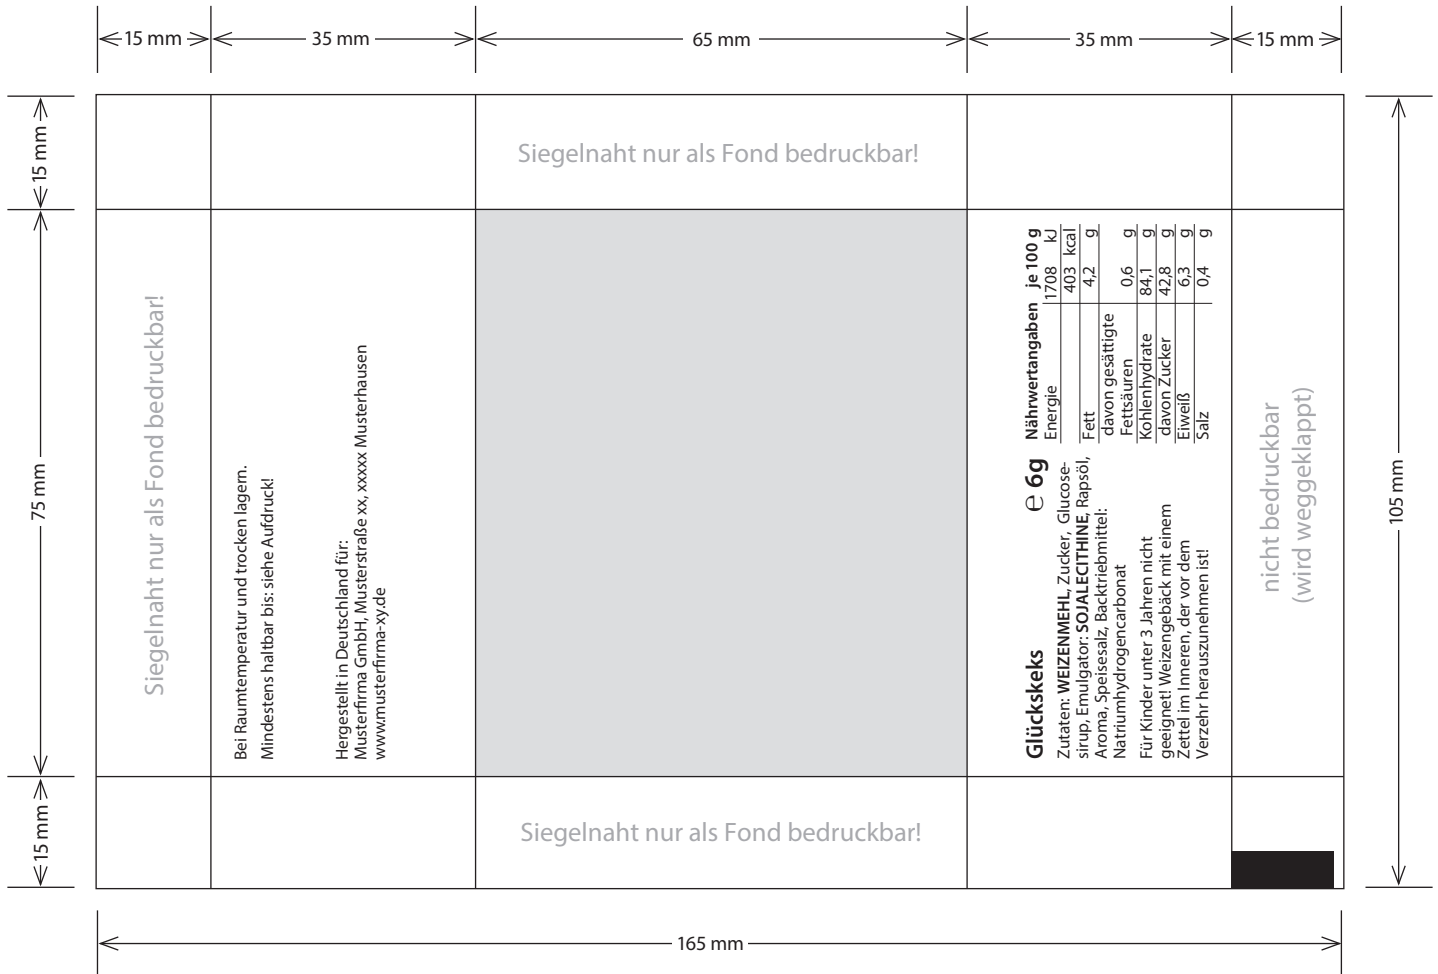 15 mm
35 mm
65 mm
35 mm
15 mm
15 mm
75 mm
15 mm
Siegelnaht nur als Fond bedruckbar!
Siegelnaht nur als Fond bedruckbar!
Bei Raumtemperatur und trocken lagern.
Mindestens haltbar bis: siehe Aufdruck!
Hergestellt in Deutschland für:
Musterfirma GmbH, Musterstraße xx, xxxxx Musterhausen
www.musterfirma-xy.de
Glückskeks ℮ 6g
Zutaten: WEIZENMEHL, Zucker, Glucose-
sirup, Emulgator: SOJALECITHINE, Rapsöl,
Aroma, Speisesalz, Backtriebmittel:
Natriumhydrogencarbonat
Für Kinder unter 3 Jahren nicht
geeignet! Weizengebäck mit einem
Zettel im Inneren, der vor dem
Verzehr herauszunehmen ist!
Nährwertangaben je 100 g
Energie 1708 kJ
403 kcal
Fett 4,2 g
davon gesättigte
Fettsäuren 0,6 g
Kohlenhydrate 84,1 g
davon Zucker 42,8 g
Eiweiß 6,3 g
Salz 0,4 g
nicht bedruckbar
(wird weggeklappt)
105 mm
Siegelnaht nur als Fond bedruckbar!
165 mm